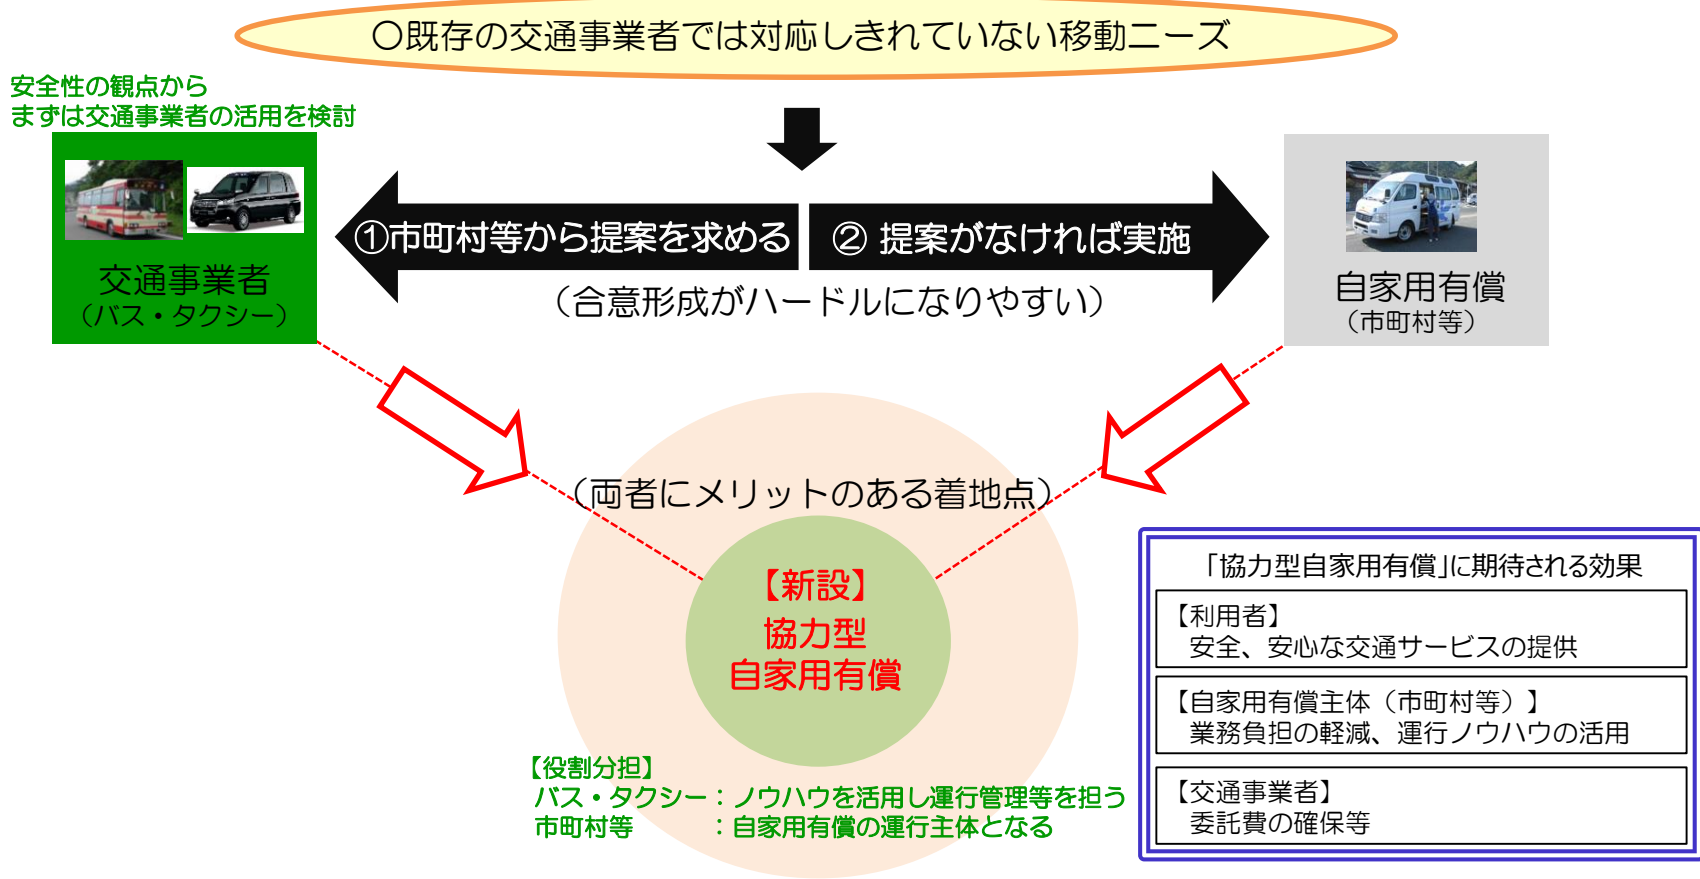 〇既存の交通事業者では対応しきれていない移動ニーズ
安全性の観点から
まずは交通事業者の活用を検討
交通事業者
（バス・タクシー）
①市町村等から提案を求める
② 提案がなければ実施
（合意形成がハードルになりやすい）
自家用有償
（市町村等）
（両者にメリットのある着地点）
【新設】
協力型
自家用有償
【役割分担】
バス・タクシー：ノウハウを活用し運行管理等を担う
市町村等　　　：自家用有償の運行主体となる
「協力型自家用有償」に期待される効果
【利用者】
安全、安心な交通サービスの提供
【自家用有償主体（市町村等）】
業務負担の軽減、運行ノウハウの活用
【交通事業者】
委託費の確保等